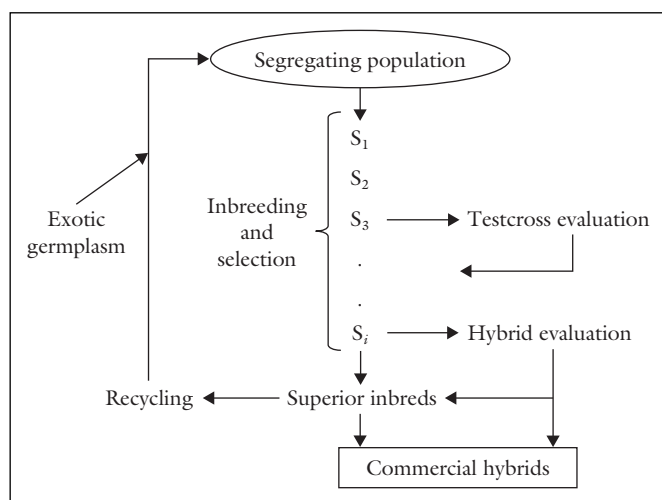 Segregating population
S₁
S₂
Inbreeding
and
selection
S₃
Testcross evaluation
Exotic
germplasm
.
.
Sᵢ
Hybrid evaluation
Recycling
Superior inbreds
Commercial hybrids